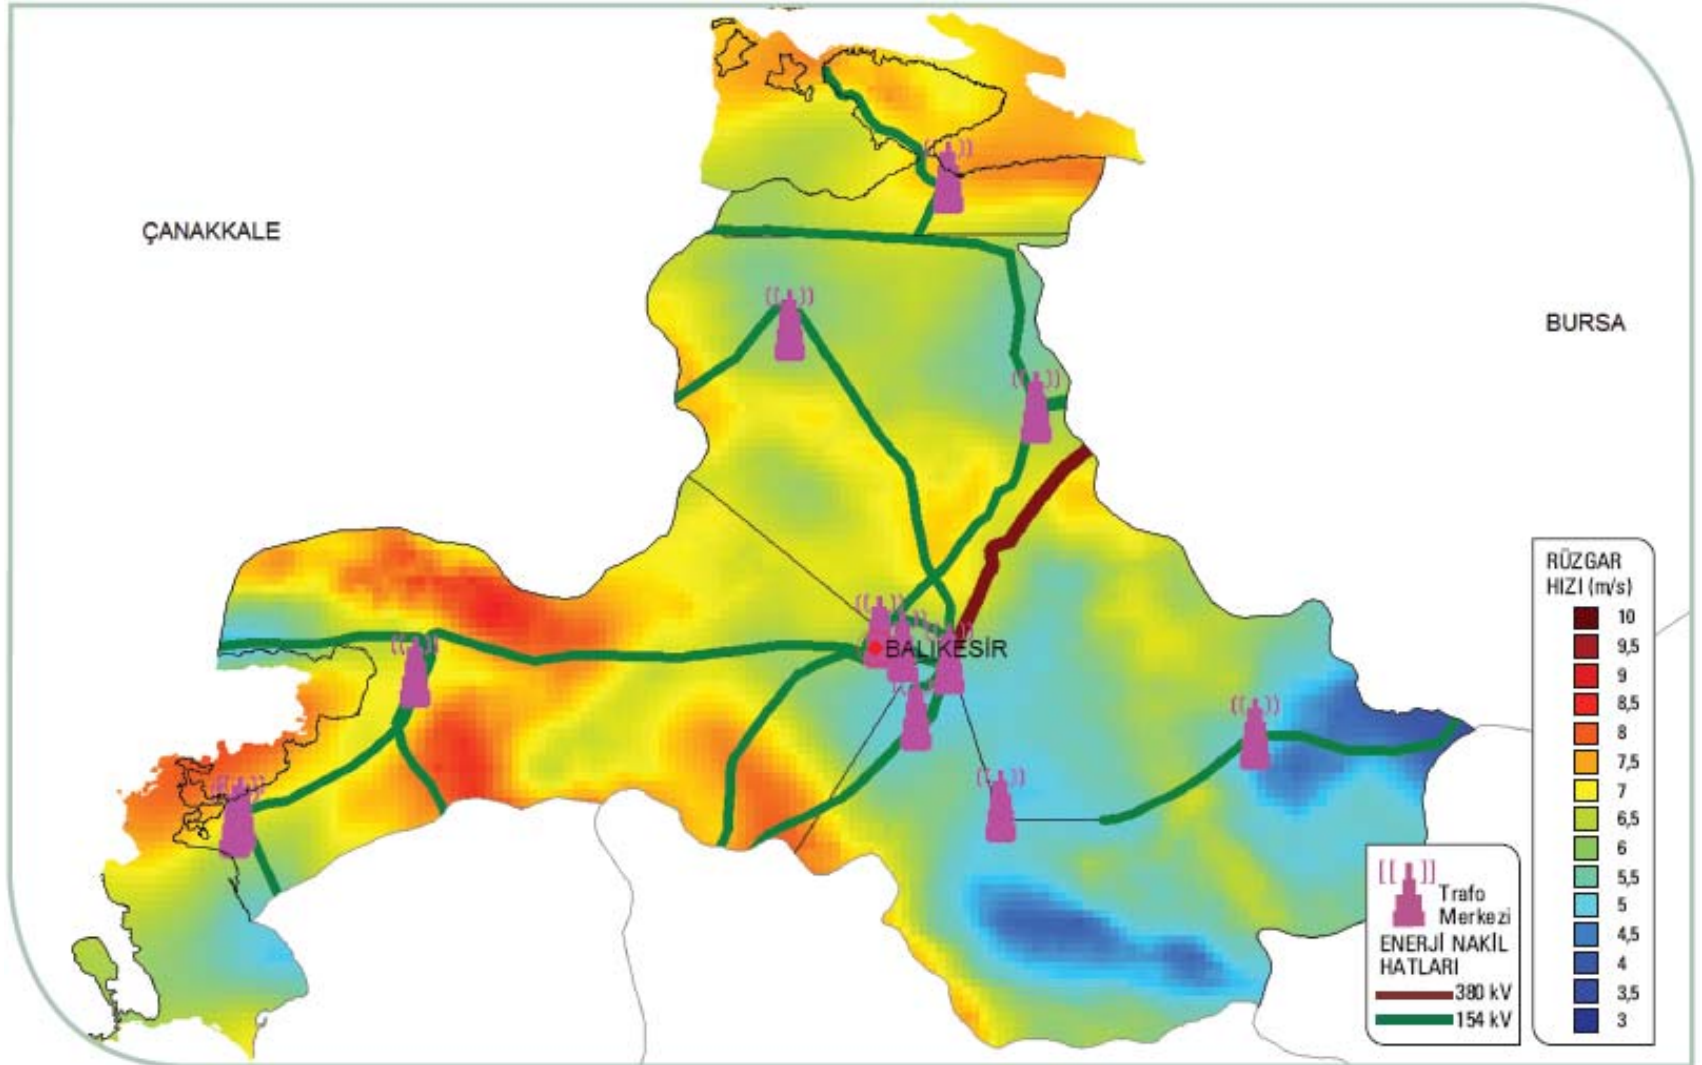 ÇANAKKALE
BURSA
BALIKESİR
RÜZGAR
HIZI (m/s)
10
9,5
9
8,5
8
7,5
7
6,5
6
5,5
5
4,5
4
3,5
3
Trafo
Merkezi
ENERJİ NAKİL
HATLARI
380 kV
154 kV